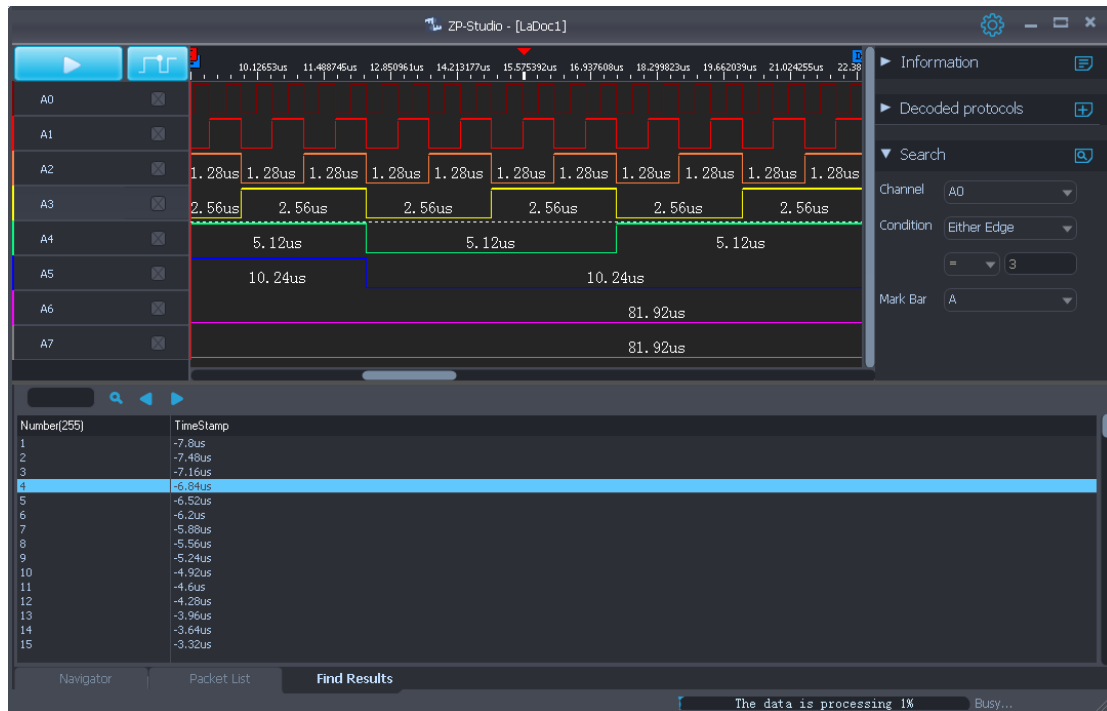 ZP-Studio - [LaDoc1]
10.12653us 11.488745us 12.850961us 14.213177us 15.575392us 16.937608us 18.299823us 19.662039us 21.024255us 22.38
Information
A0
Decoded protocols
A1
Search
A2 1.28us 1.28us 1.28us 1.28us 1.28us 1.28us 1.28us 1.28us 1.28us 1.28us 1.28us
Channel A0
A3 2.56us 2.56us 2.56us 2.56us 2.56us 2.56us
Condition Either Edge
A4 5.12us 5.12us 5.12us
= 3
A5 10.24us 10.24us
Mark Bar A
A6 81.92us
A7 81.92us
Number(255) TimeStamp
1 -7.8us
2 -7.48us
3 -7.16us
4 -6.84us
5 -6.52us
6 -6.2us
7 -5.88us
8 -5.56us
9 -5.24us
10 -4.92us
11 -4.6us
12 -4.28us
13 -3.96us
14 -3.64us
15 -3.32us
Navigator Packet List Find Results
The data is processing 1% Busy...